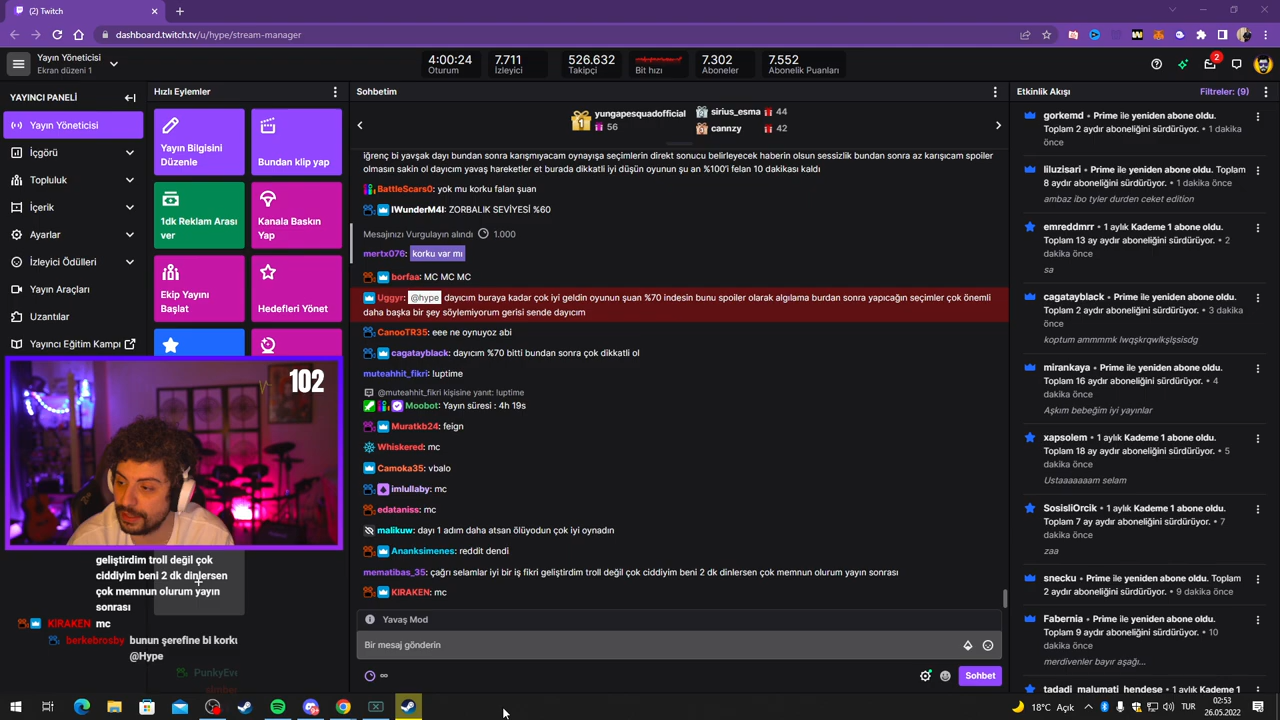 (2) Twitch
dashboard.twitch.tv/u/hype/stream-manager
Yayın Yöneticisi
Ekran düzeni 1
4:00:24
Oturum
7.711
İzleyici
526.632
Takipçi
Bit hızı
7.302
Aboneler
7.552
Abonelik Puanları
2
YAYINCI PANELİ
Yayın Yöneticisi
İçgörü
Topluluk
İçerik
Ayarlar
İzleyici Ödülleri
Yayın Araçları
Uzantılar
Yayıncı Eğitim Kampı
Hızlı Eylemler
Yayın Bilgisini
Düzenle
Bundan klip yap
1dk Reklam Arası
ver
Kanala Baskın
Yap
Ekip Yayını
Başlat
Hedefleri Yönet
102
geliştirdim troll değil çok
ciddiyim beni 2 dk dinlersen
çok memnun olurum yayın
sonrası
KIRAKEN mc
berkebrosby bunun şerefine bi korku
@Hype
Sohbetim
1
yungapesquadofficial
56
sirius_esma 44
cannzy 42
iğrenç bi yavşak dayı bundan sonra karışmıyacam oynayışa seçimlerin direkt sonucu belirleyecek haberin olsun sessizlik bundan sonra az karışcam spoiler
olmasın sakin ol dayıcım yavaş hareketler et burada dikkatli iyi oyunun şu an %100'i felan 10 dakikası kaldı
BattleScars0: yok mu korku falan şuan
IWunderM4I: ZORBALIK SEVİYESİ %60
Mesajınızı Vurgulayın alındı 1.000
mertx076: korku var mı
borfaa: MC MC MC
Uggyr: @hype dayıcım buraya kadar çok iyi geldin oyunun şuan %70 indesin bunu spoiler olarak algılama burdan sonra yapıcağın seçimler çok önemli
daha başka bir şey söylemiyorum gerisi sende dayıcım
CanooTR35: eee ne oynuyoz abi
cagatayblack: dayıcım %70 bitti bundan sonra çok dikkatli ol
muteahhit_fikri: !uptime
@muteahhit_fikri kişisine yanıt: !uptime
Moobot: Yayın süresi : 4h 19s
Muratkb24: feign
Whiskered: mc
Camoka35: vbalo
imlullaby: mc
edataniss: mc
malikuw: dayı 1 adım daha atsan ölüyodun çok iyi oynadın
Ananksimenes: reddit dendi
mematibas_35: çağrı selamlar iyi bir iş fikri geliştirdim troll değil çok ciddiyim beni 2 dk dinlersen çok memnun olurum yayın sonrası
KIRAKEN: mc
Yavaş Mod
Bir mesaj gönderin
∞
Sohbet
Etkinlik Akışı
Filtreler: (9)
gorkemd • Prime ile yeniden abone oldu.
Toplam 2 aydır aboneliğini sürdürüyor. • 1 dakika
önce
liluzisari • Prime ile yeniden abone oldu. Toplam
8 aydır aboneliğini sürdürüyor. • 1 dakika önce
ambaz ibo tyler durden ceket edition
emreddmrr • 1 aylık Kademe 1 abone oldu.
Toplam 13 ay aydır aboneliğini sürdürüyor. • 2
dakika önce
sa
cagatayblack • Prime ile yeniden abone oldu.
Toplam 9 aydır aboneliğini sürdürüyor. • 3
dakika önce
koptum ammmmk lwqşkrqwlkşlşsisdg
mirankaya • Prime ile yeniden abone oldu.
Toplam 16 aydır aboneliğini sürdürüyor. • 4
dakika önce
Aşkım bebeğim iyi yayınlar
xapsolem • 1 aylık Kademe 1 abone oldu.
Toplam 18 ay aydır aboneliğini sürdürüyor. • 5
dakika önce
Ustaaaaaaam selam
SosisliOrcik • 1 aylık Kademe 1 abone oldu.
Toplam 7 ay aydır aboneliğini sürdürüyor. • 7
dakika önce
zaa
snecku • Prime ile yeniden abone oldu. Toplam
2 aydır aboneliğini sürdürüyor. • 9 dakika önce
Fabernia • 1 aylık Kademe 1 abone oldu.
Toplam 9 ay aydır aboneliğini sürdürüyor. • 10
dakika önce
merdivenler bayır aşağı...
tadadi_malumati_hendese • 1 aylık Kademe 1
18°C Açık
TUR
02:53
26.05.2022